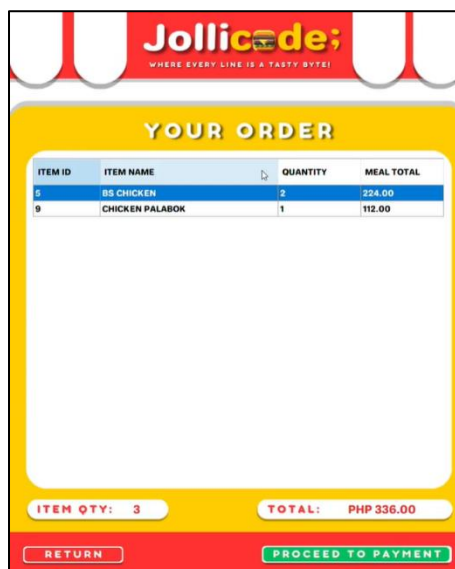 Jollicode;
WHERE EVERY LINE IS A TASTY BYTE!
YOUR ORDER
ITEM ID ITEM NAME QUANTITY MEAL TOTAL
5 BS CHICKEN 2 224.00
9 CHICKEN PALABOK 1 112.00
ITEM QTY: 3 TOTAL: PHP 336.00
RETURN PROCEED TO PAYMENT